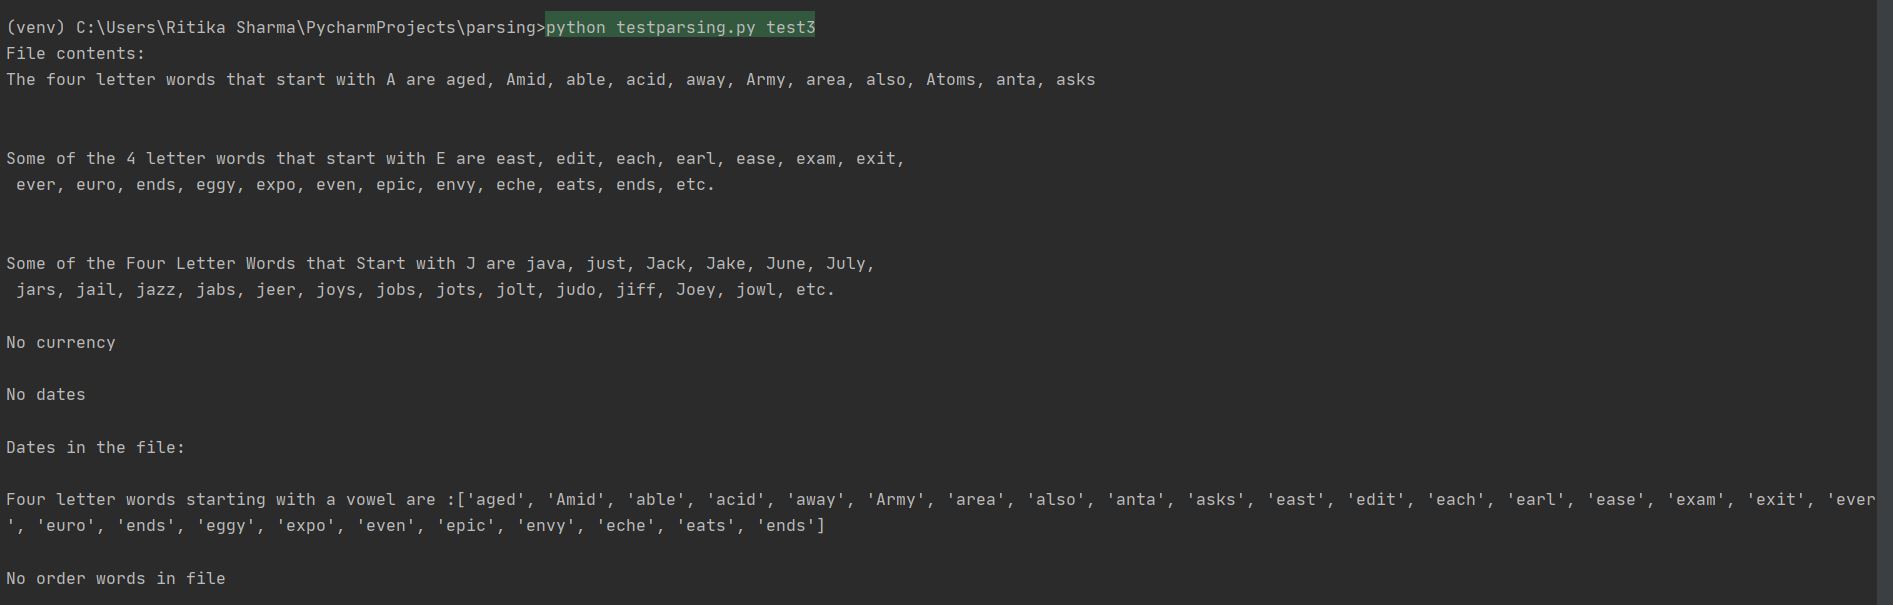 (venv) C:\Users\Ritika Sharma\PycharmProjects\parsing>python testparsing.py test3
File contents:
The four letter words that start with A are aged, Amid, able, acid, away, Army, area, also, Atoms, anta, asks
Some of the 4 letter words that start with E are east, edit, each, earl, ease, exam, exit,
 ever, euro, ends, eggy, expo, even, epic, envy, eche, eats, ends, etc.
Some of the Four Letter Words that Start with J are java, just, Jack, Jake, June, July,
 jars, jail, jazz, jabs, jeer, joys, jobs, jots, jolt, judo, jiff, Joey, jowl, etc.
No currency
No dates
Dates in the file:
Four letter words starting with a vowel are :['aged', 'Amid', 'able', 'acid', 'away', 'Army', 'area', 'also', 'anta', 'asks', 'east', 'edit', 'each', 'earl', 'ease', 'exam', 'exit', 'ever
', 'euro', 'ends', 'eggy', 'expo', 'even', 'epic', 'envy', 'eche', 'eats', 'ends']
No order words in file